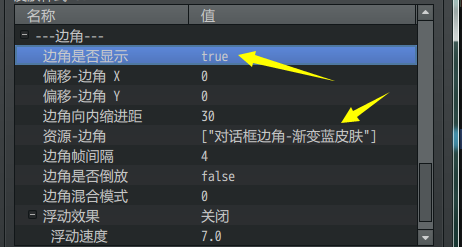 名称 值
---边角---
边角是否显示 true
偏移-边角 X 0
偏移-边角 Y 0
边角向内缩进距 30
资源-边角 ["对话框边角-渐变蓝皮肤"]
边角帧间隔 4
边角是否倒放 false
边角混合模式 0
浮动效果 关闭
浮动速度 7.0